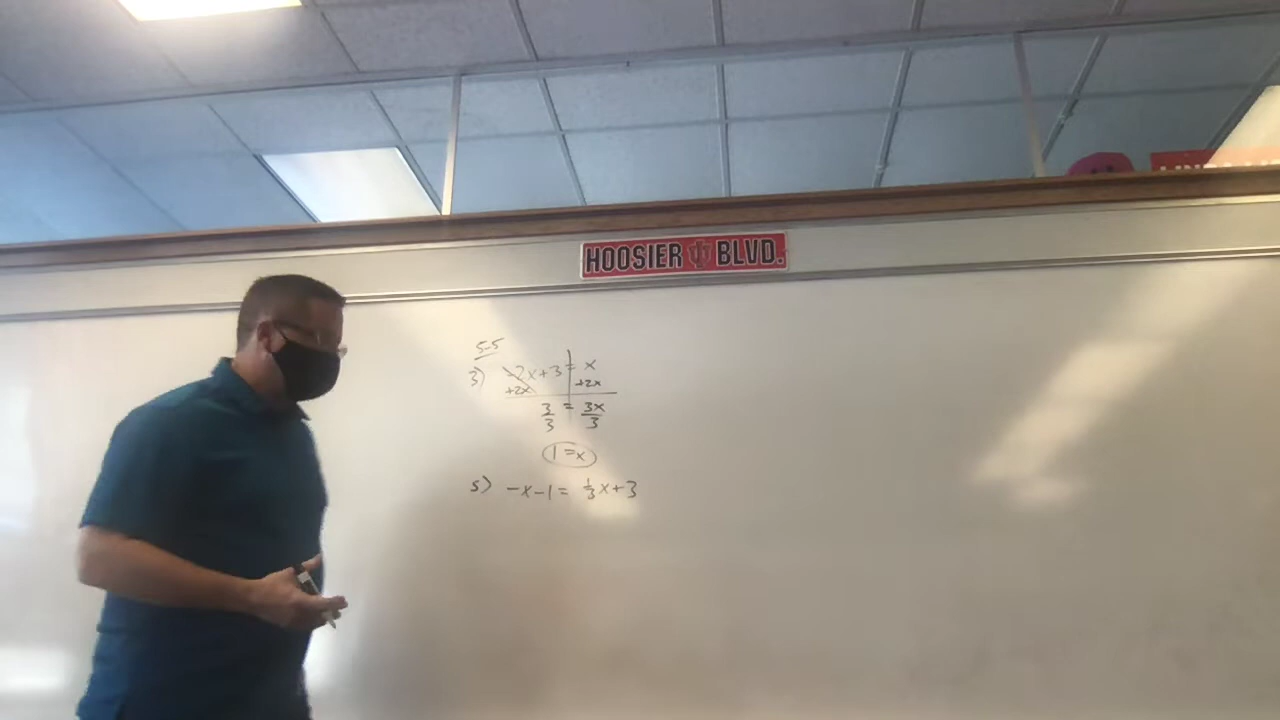 HOOSIER BLVD.
5-5
3) -2x+3 = x
+2x +2x
3/3 = 3x/3
1=x
5) -x-1 = 1/3x+3